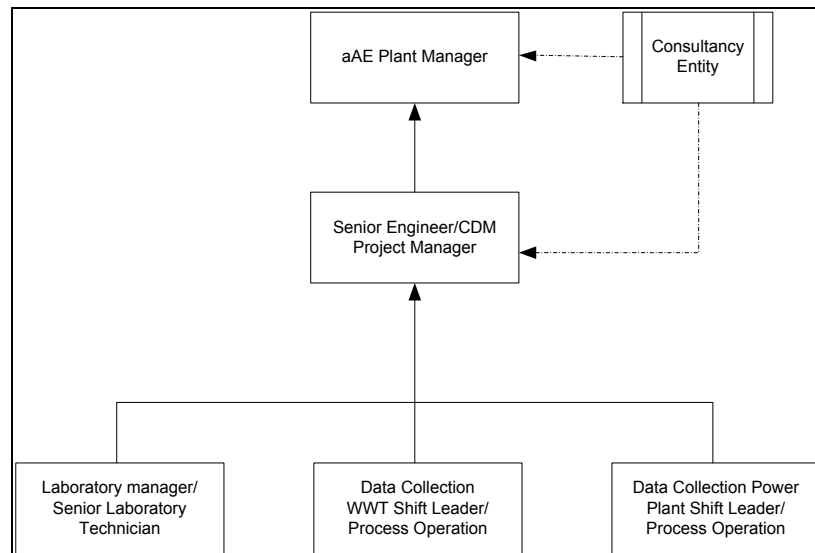 aAE Plant Manager
Consultancy
Entity
Senior Engineer/CDM
Project Manager
Laboratory manager/
Senior Laboratory
Technician
Data Collection
WWT Shift Leader/
Process Operation
Data Collection Power
Plant Shift Leader/
Process Operation